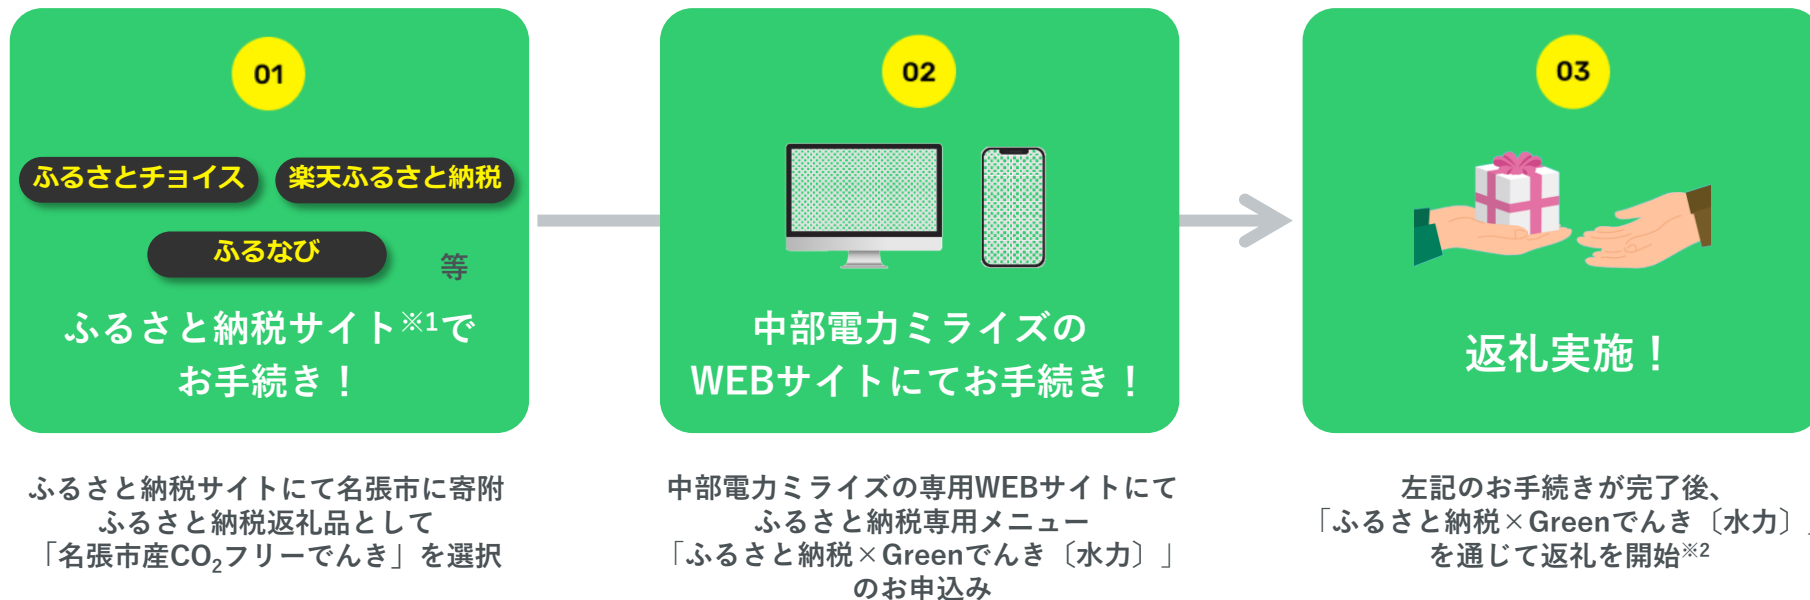 01
ふるさとチョイス
楽天ふるさと納税
ふるなび
等
ふるさと納税サイト※1で
お手続き！
ふるさと納税サイトにて名張市に寄附
ふるさと納税返礼品として
「名張市産CO₂フリーでんき」を選択
02
中部電力ミライズの
WEBサイトにてお手続き！
中部電力ミライズの専用WEBサイトにて
ふるさと納税専用メニュー
「ふるさと納税×Greenでんき〔水力〕」
のお申込み
03
返礼実施！
左記のお手続きが完了後、
「ふるさと納税×Greenでんき〔水力〕」
を通じて返礼を開始※2